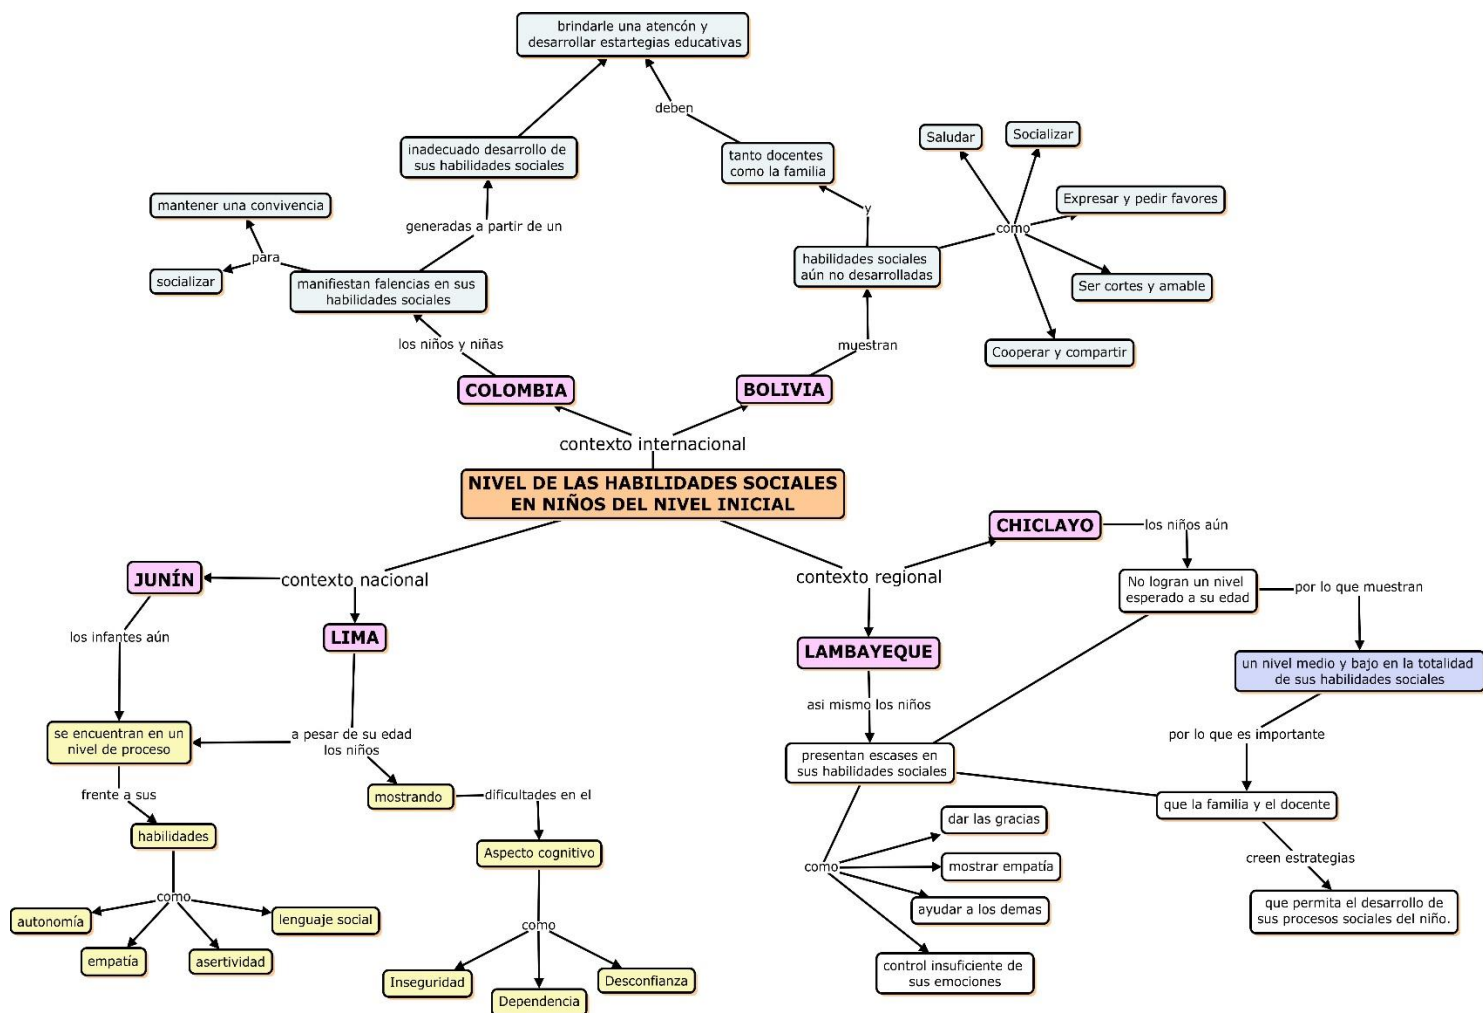 brindarle una atencón y
desarrollar estartegias educativas
deben
inadecuado desarrollo de
sus habilidades sociales
tanto docentes
como la familia
Saludar
Socializar
Expresar y pedir favores
como
Ser cortes y amable
Cooperar y compartir
mantener una convivencia
para
socializar
generadas a partir de un
manifiestan falencias en sus
habilidades sociales
y
habilidades sociales
aún no desarrolladas
los niños y niñas
muestran
COLOMBIA
BOLIVIA
contexto internacional
NIVEL DE LAS HABILIDADES SOCIALES
EN NIÑOS DEL NIVEL INICIAL
JUNÍN
contexto nacional
LIMA
los infantes aún
se encuentran en un
nivel de proceso
a pesar de su edad
los niños
frente a sus
habilidades
como
autonomía
empatía
asertividad
lenguaje social
mostrando
dificultades en el
Aspecto cognitivo
como
Inseguridad
Dependencia
Desconfianza
contexto regional
CHICLAYO
los niños aún
No logran un nivel
esperado a su edad
por lo que muestran
un nivel medio y bajo en la totalidad
de sus habilidades sociales
por lo que es importante
que la familia y el docente
creen estrategias
que permita el desarrollo de
sus procesos sociales del niño.
LAMBAYEQUE
asi mismo los niños
presentan escases en
sus habilidades sociales
como
dar las gracias
mostrar empatía
ayudar a los demas
control insuficiente de
sus emociones